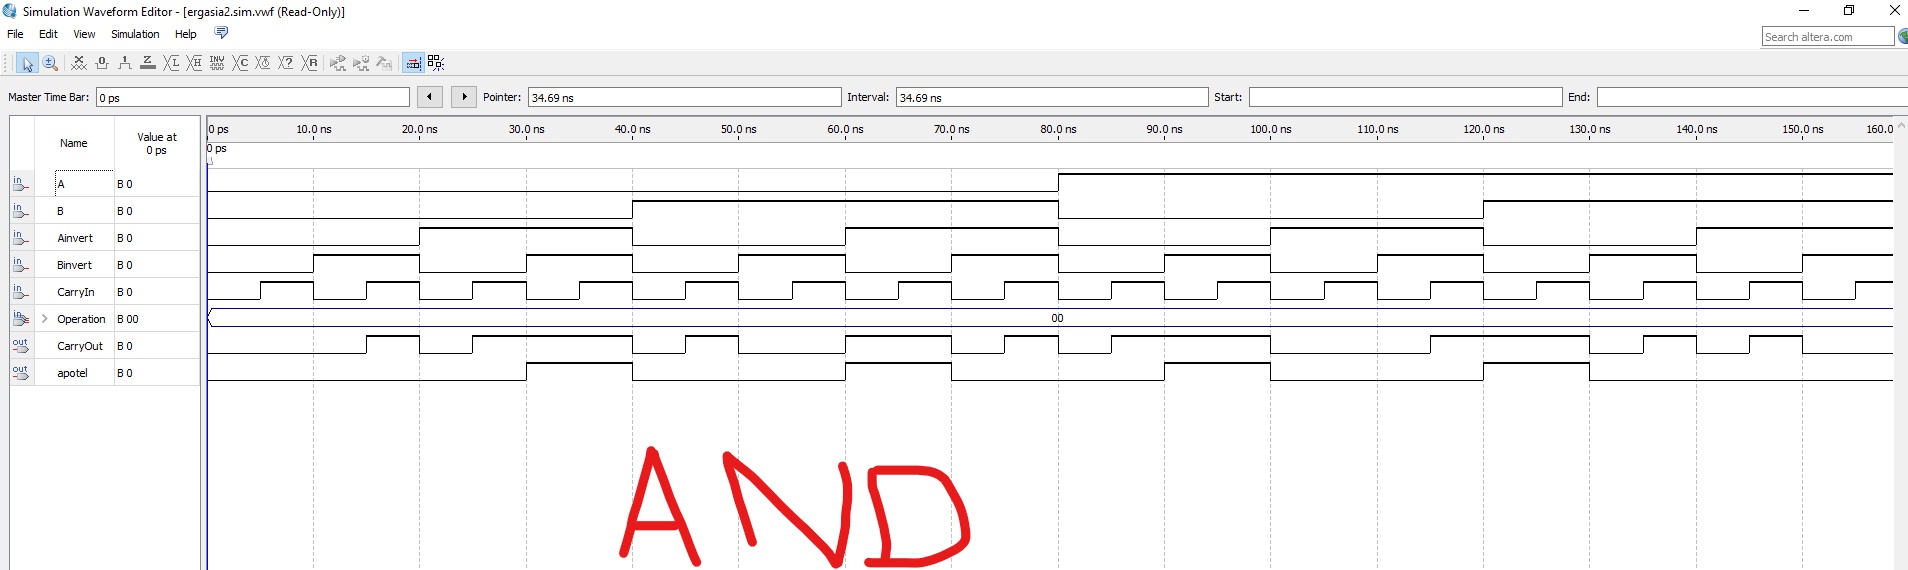 Simulation Waveform Editor - [ergasia2.sim.vwf (Read-Only)]
File Edit View Simulation Help
Search altera.com
Master Time Bar: 0 ps Pointer: 34.69 ns Interval: 34.69 ns Start: End:
Name Value at 0 ps
0 ps 10.0 ns 20.0 ns 30.0 ns 40.0 ns 50.0 ns 60.0 ns 70.0 ns 80.0 ns 90.0 ns 100.0 ns 110.0 ns 120.0 ns 130.0 ns 140.0 ns 150.0 ns 160.0
0 ps
in A B 0
in B B 0
in Ainvert B 0
in Binvert B 0
in CarryIn B 0
in Operation B 00 00
out CarryOut B 0
out apotel B 0
AND